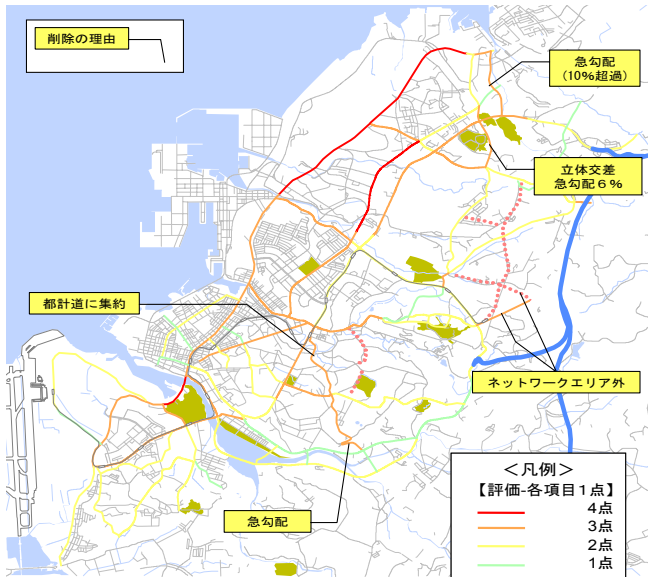 削除の理由
急勾配
(10%超過)
立体交差
急勾配6%
都計道に集約
ネットワークエリア外
急勾配
＜凡例＞
【評価-各項目1点】
4点
3点
2点
1点